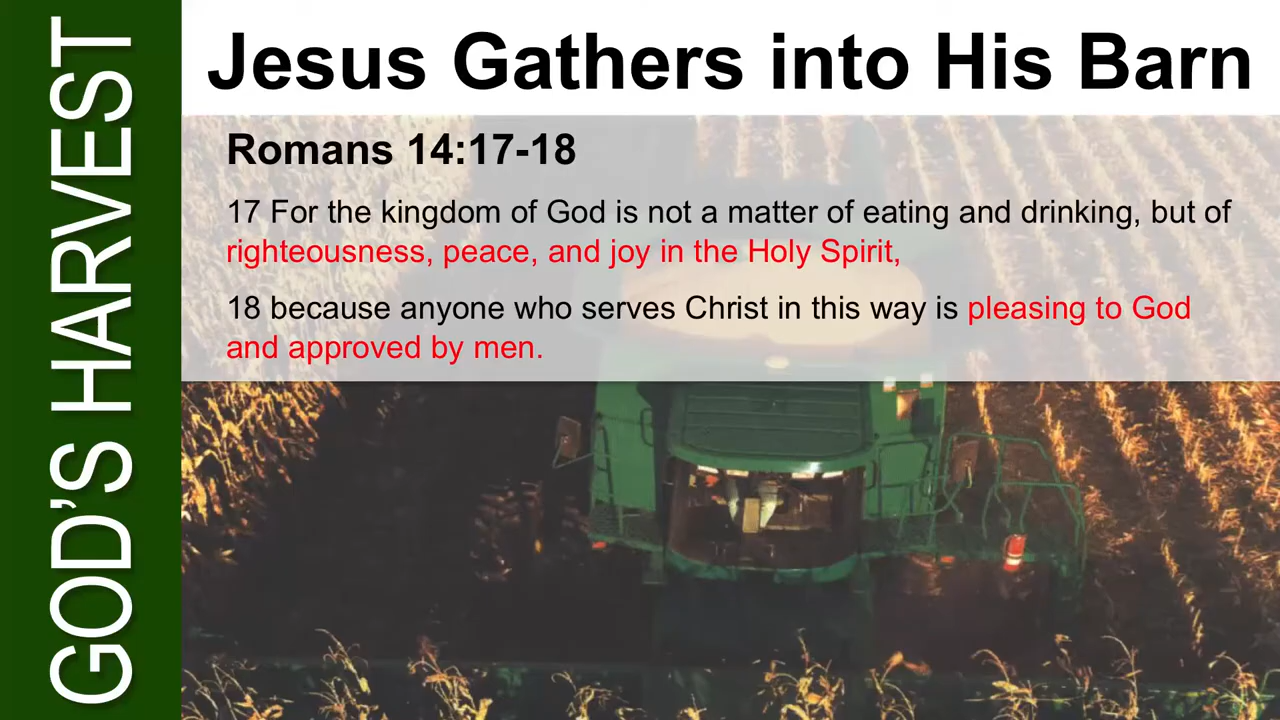 GOD'S HARVEST
Jesus Gathers into His Barn
Romans 14:17-18
17 For the kingdom of God is not a matter of eating and drinking, but of
righteousness, peace, and joy in the Holy Spirit,
18 because anyone who serves Christ in this way is pleasing to God
and approved by men.